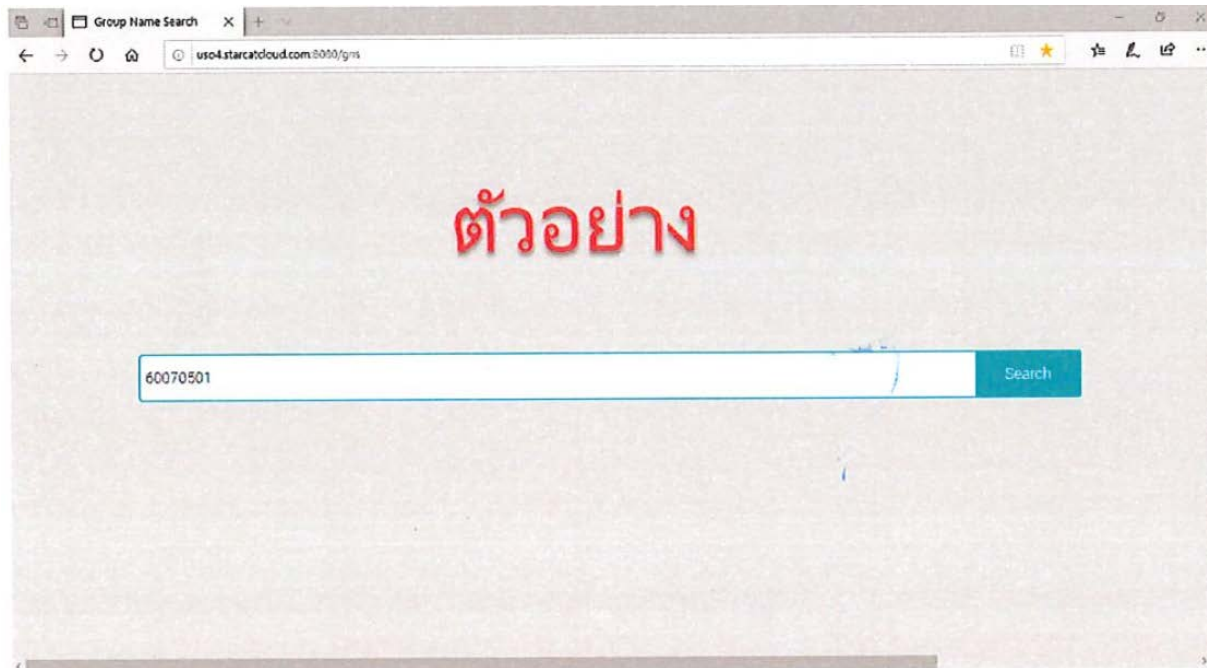 Group Name Search
uso4.starcatcloud.com:8080/gns
ตัวอย่าง
60070501
Search